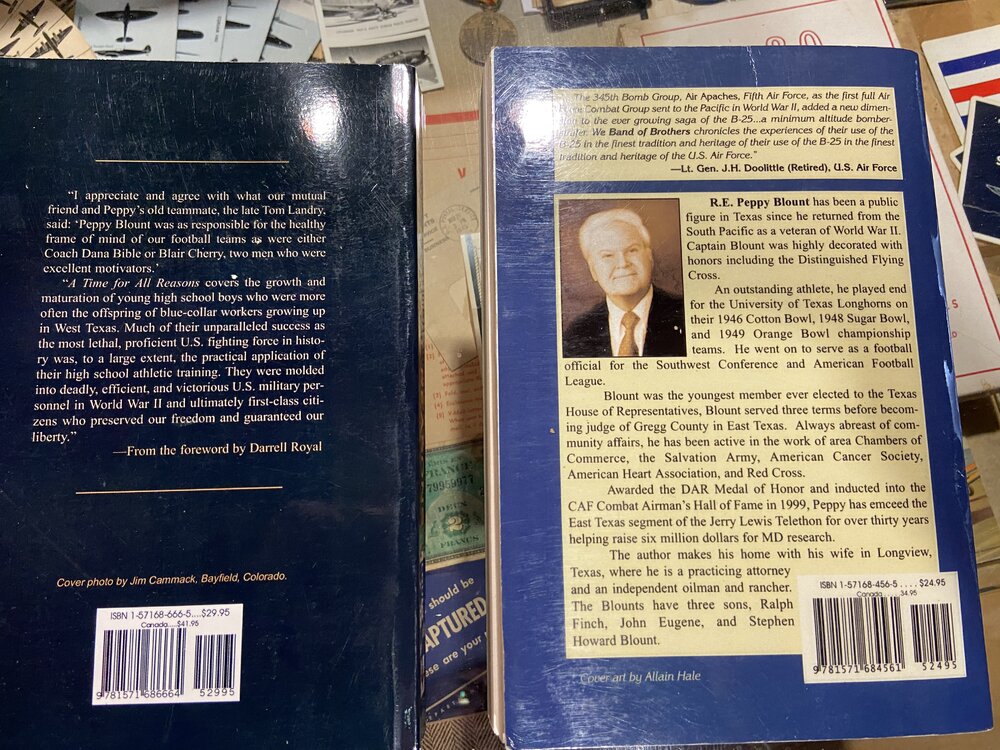 “I appreciate and agree with what our mutual
friend and Peppy's old teammate, the late Tom Landry,
said: ‘Peppy Blount was as responsible for the healthy
frame of mind of our football teams as were either
Coach Dana Bible or Blair Cherry, two men who were
excellent motivators.’
“A Time for All Reasons covers the growth and
maturation of young high school boys who were more
often the offspring of blue-collar workers growing up
in West Texas. Much of their unparalleled success as
the most lethal, proficient U.S. fighting force in histo-
ry was, to a large extent, the practical application of
their high school athletic training. They were molded
into deadly, efficient, and victorious U.S. military per-
sonnel in World War II and ultimately first-class citi-
zens who preserved our freedom and guaranteed our
liberty.”
—From the foreword by Darrell Royal
Cover photo by Jim Cammack, Bayfield, Colorado.
ISBN 1-57168-666-5....$29.95
Canada....$41.95
9 781571 686664
52995
The 345th Bomb Group, Air Apaches, Fifth Air Force, as the first full Air
Combat Group sent to the Pacific in World War II, added a new dimen-
to the ever growing saga of the B-25...a minimum altitude bomber-
We Band of Brothers chronicles the experiences of their use of the
B-25 in the finest tradition and heritage of their use of the B-25 in the finest
tradition and heritage of the U.S. Air Force.”
—Lt. Gen. J.H. Doolittle (Retired), U.S. Air Force
R.E. Peppy Blount has been a public
figure in Texas since he returned from the
South Pacific as a veteran of World War II.
Captain Blount was highly decorated with
honors including the Distinguished Flying
Cross.
An outstanding athlete, he played end
for the University of Texas Longhorns on
their 1946 Cotton Bowl, 1948 Sugar Bowl,
and 1949 Orange Bowl championship
teams. He went on to serve as a football
official for the Southwest Conference and American Football
League.
Blount was the youngest member ever elected to the Texas
House of Representatives, Blount served three terms before becom-
ing judge of Gregg County in East Texas. Always abreast of com-
munity affairs, he has been active in the work of area Chambers of
Commerce, the Salvation Army, American Cancer Society,
American Heart Association, and Red Cross.
Awarded the DAR Medal of Honor and inducted into the
CAF Combat Airman's Hall of Fame in 1999, Peppy has emceed the
East Texas segment of the Jerry Lewis Telethon for over thirty years
helping raise six million dollars for MD research.
The author makes his home with his wife in Longview,
Texas, where he is a practicing attorney
and an independent oilman and rancher.
The Blounts have three sons, Ralph
Finch, John Eugene, and Stephen
Howard Blount.
Cover art by Allain Hale
ISBN 1-57168-456-5....$24.95
Canada....34.95
9 781571 684561
52495
FRANCE
79959977
DEUX
2
FRANCS
should be
CAPTURED
ese are your